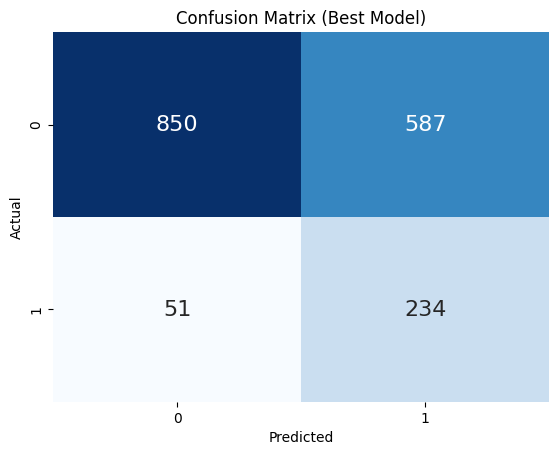 Confusion Matrix (Best Model)
Actual
0
850
587
1
51
234
0
1
Predicted